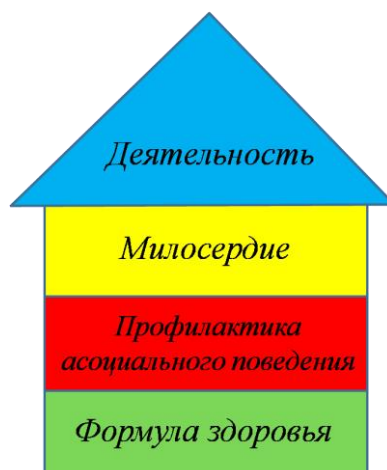 Деятельность
Милосердие
Профилактика
асоциального поведения
Формула здоровья